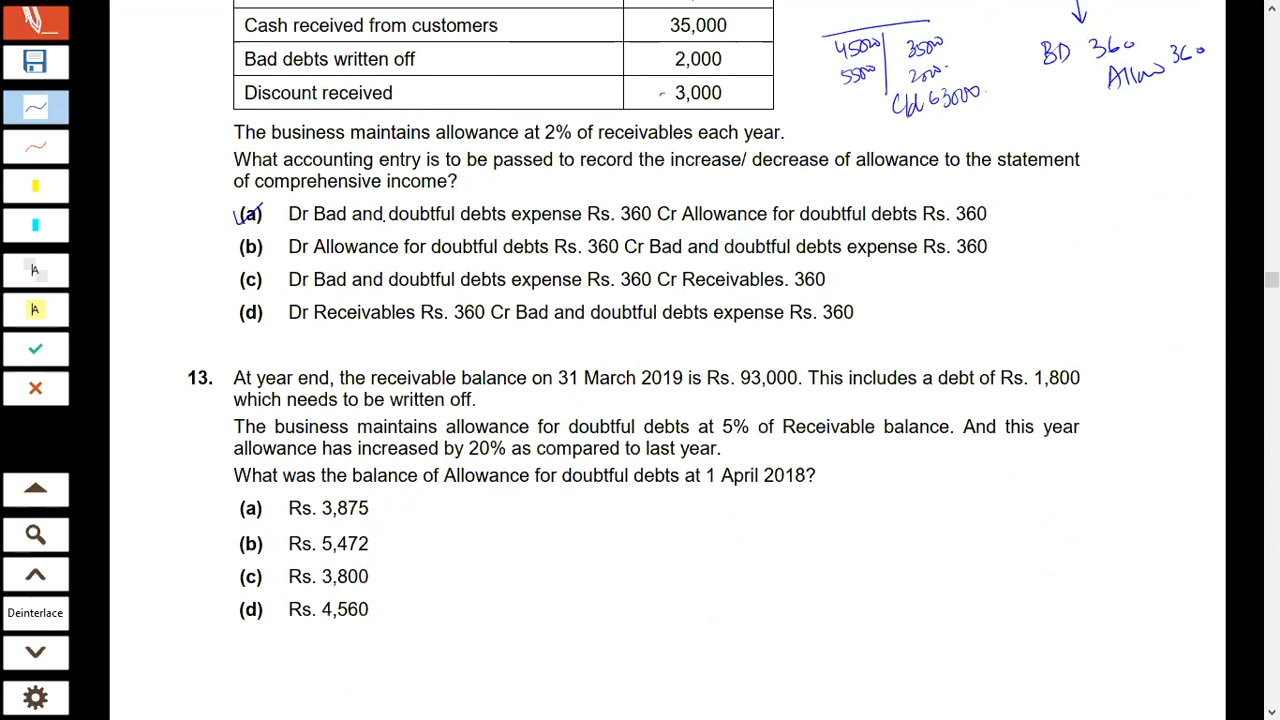 Cash received from customers 35,000
Bad debts written off 2,000
Discount received 3,000
45000 3500
5500 2000
C/d 63000
BD 360
Allow 360
The business maintains allowance at 2% of receivables each year.
What accounting entry is to be passed to record the increase/ decrease of allowance to the statement
of comprehensive income?
(a) Dr Bad and doubtful debts expense Rs. 360 Cr Allowance for doubtful debts Rs. 360
(b) Dr Allowance for doubtful debts Rs. 360 Cr Bad and doubtful debts expense Rs. 360
(c) Dr Bad and doubtful debts expense Rs. 360 Cr Receivables. 360
(d) Dr Receivables Rs. 360 Cr Bad and doubtful debts expense Rs. 360
13. At year end, the receivable balance on 31 March 2019 is Rs. 93,000. This includes a debt of Rs. 1,800
which needs to be written off.
The business maintains allowance for doubtful debts at 5% of Receivable balance. And this year
allowance has increased by 20% as compared to last year.
What was the balance of Allowance for doubtful debts at 1 April 2018?
(a) Rs. 3,875
(b) Rs. 5,472
(c) Rs. 3,800
(d) Rs. 4,560
Deinterlace